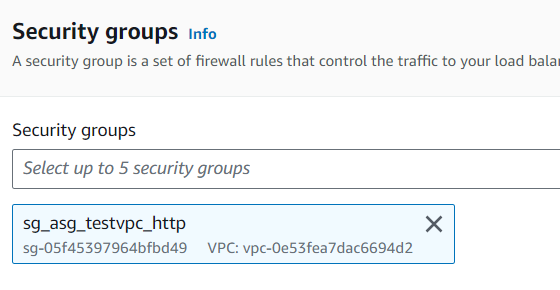 Security groups Info
A security group is a set of firewall rules that control the traffic to your load
Security groups
Select up to 5 security groups
sg_asg_testvpc_http
sg-05f45397964bfbd49 VPC: vpc-0e53fea7dac6694d2